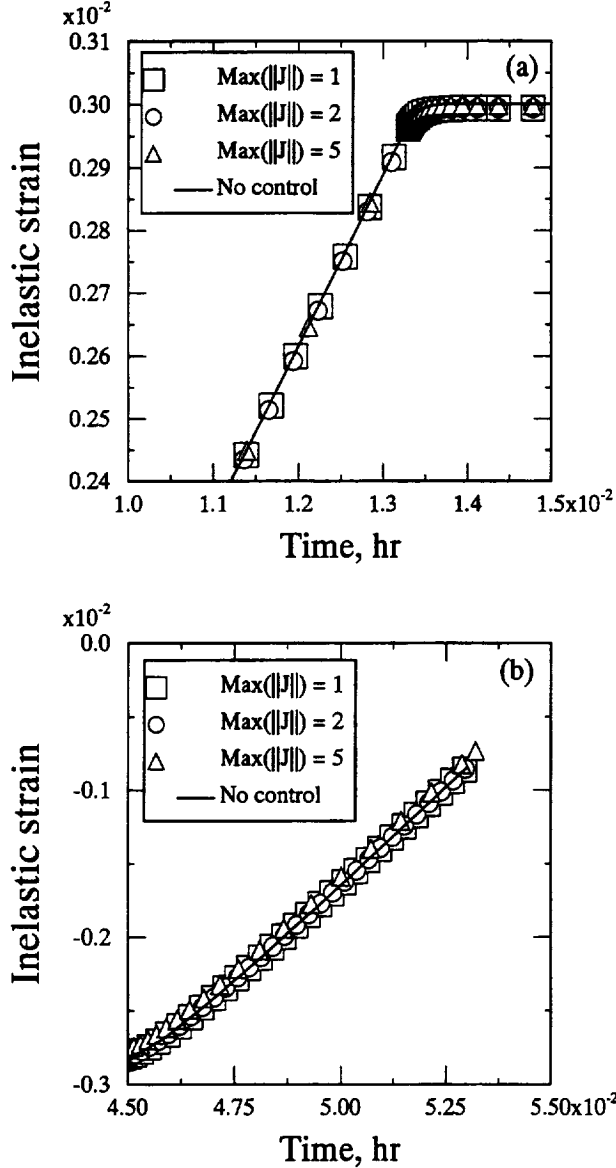 x10⁻²
0.31
0.30
0.29
0.28
0.27
0.26
0.25
0.24
Inelastic strain
(a)
Max(||J||) = 1
Max(||J||) = 2
Max(||J||) = 5
No control
1.0 1.1 1.2 1.3 1.4 1.5x10⁻²
Time, hr
x10⁻²
0.0
-0.1
-0.2
-0.3
Inelastic strain
(b)
Max(||J||) = 1
Max(||J||) = 2
Max(||J||) = 5
No control
4.50 4.75 5.00 5.25 5.50x10⁻²
Time, hr